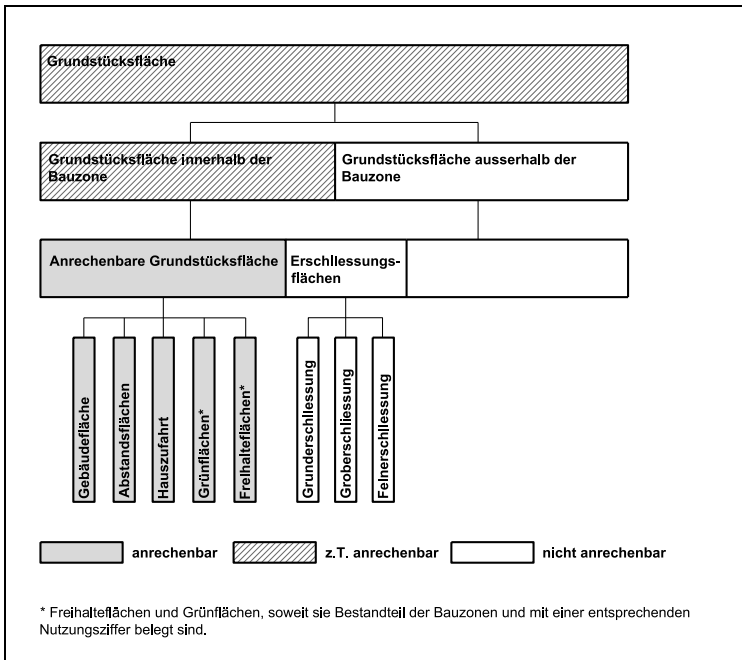 Grundstücksfläche
Grundstücksfläche innerhalb der
Bauzone
Grundstücksfläche ausserhalb der
Bauzone
Anrechenbare Grundstücksfläche
Erschliessungs-
flächen
Gebäudefläche
Abstandsflächen
Hauszufahrt
Grünflächen*
Freihalteflächen*
Grunderschliessung
Groberschliessung
Feinerschliessung
anrechenbar
z.T. anrechenbar
nicht anrechenbar
* Freihalteflächen und Grünflächen, soweit sie Bestandteil der Bauzonen und mit einer entsprechenden
Nutzungsziffer belegt sind.